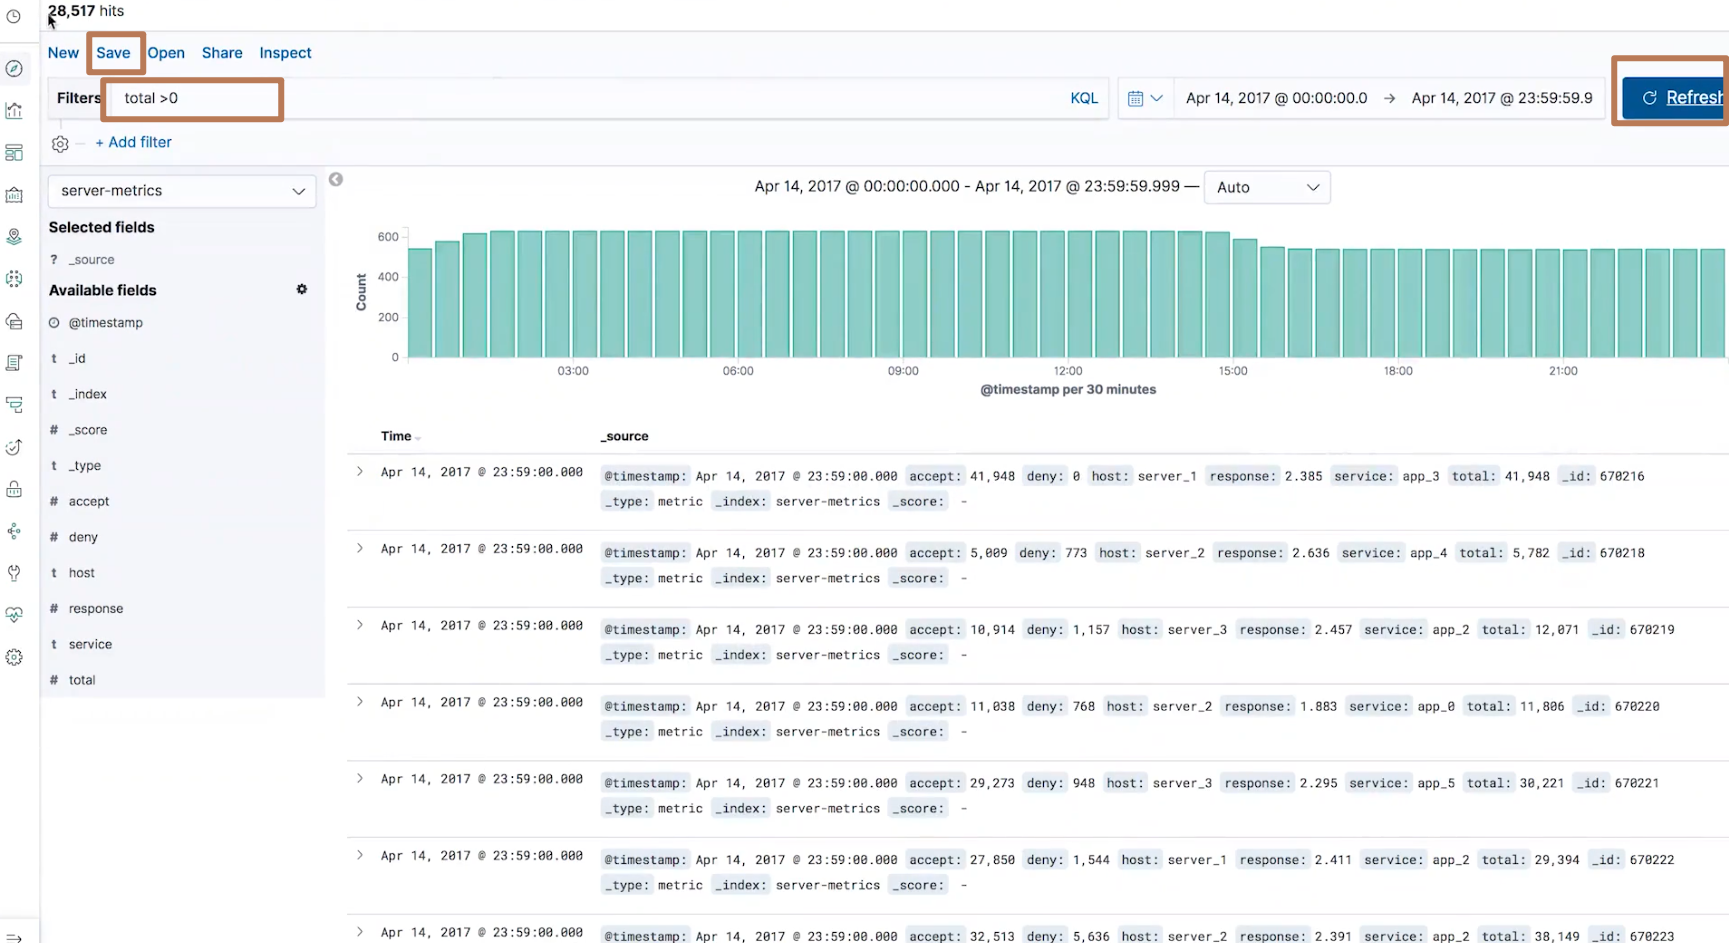 28,517 hits
New Save Open Share Inspect
Filters total >0 KQL Apr 14, 2017 @ 00:00:00.0 → Apr 14, 2017 @ 23:59:59.9 Refresh
+ Add filter
server-metrics
Apr 14, 2017 @ 00:00:00.000 - Apr 14, 2017 @ 23:59:59.999 — Auto
Selected fields
? _source
Available fields
@timestamp
t _id
t _index
# _score
t _type
# accept
# deny
t host
# response
t service
# total
Count
600
400
200
0
03:00 06:00 09:00 12:00 15:00 18:00 21:00
@timestamp per 30 minutes
Time _source
Apr 14, 2017 @ 23:59:00.000 @timestamp: Apr 14, 2017 @ 23:59:00.000 accept: 41,948 deny: 0 host: server_1 response: 2.385 service: app_3 total: 41,948 _id: 670216
_type: metric _index: server-metrics _score: -
Apr 14, 2017 @ 23:59:00.000 @timestamp: Apr 14, 2017 @ 23:59:00.000 accept: 5,009 deny: 773 host: server_2 response: 2.636 service: app_4 total: 5,782 _id: 670218
_type: metric _index: server-metrics _score: -
Apr 14, 2017 @ 23:59:00.000 @timestamp: Apr 14, 2017 @ 23:59:00.000 accept: 10,914 deny: 1,157 host: server_3 response: 2.457 service: app_2 total: 12,071 _id: 670219
_type: metric _index: server-metrics _score: -
Apr 14, 2017 @ 23:59:00.000 @timestamp: Apr 14, 2017 @ 23:59:00.000 accept: 11,038 deny: 768 host: server_2 response: 1.883 service: app_0 total: 11,806 _id: 670220
_type: metric _index: server-metrics _score: -
Apr 14, 2017 @ 23:59:00.000 @timestamp: Apr 14, 2017 @ 23:59:00.000 accept: 29,273 deny: 948 host: server_3 response: 2.295 service: app_5 total: 30,221 _id: 670221
_type: metric _index: server-metrics _score: -
Apr 14, 2017 @ 23:59:00.000 @timestamp: Apr 14, 2017 @ 23:59:00.000 accept: 27,850 deny: 1,544 host: server_1 response: 2.411 service: app_2 total: 29,394 _id: 670222
_type: metric _index: server-metrics _score: -
Apr 14, 2017 @ 23:59:00.000 @timestamp: Apr 14, 2017 @ 23:59:00.000 accept: 32,513 deny: 5,636 host: server_2 response: 2.391 service: app_2 total: 38,149 _id: 670223